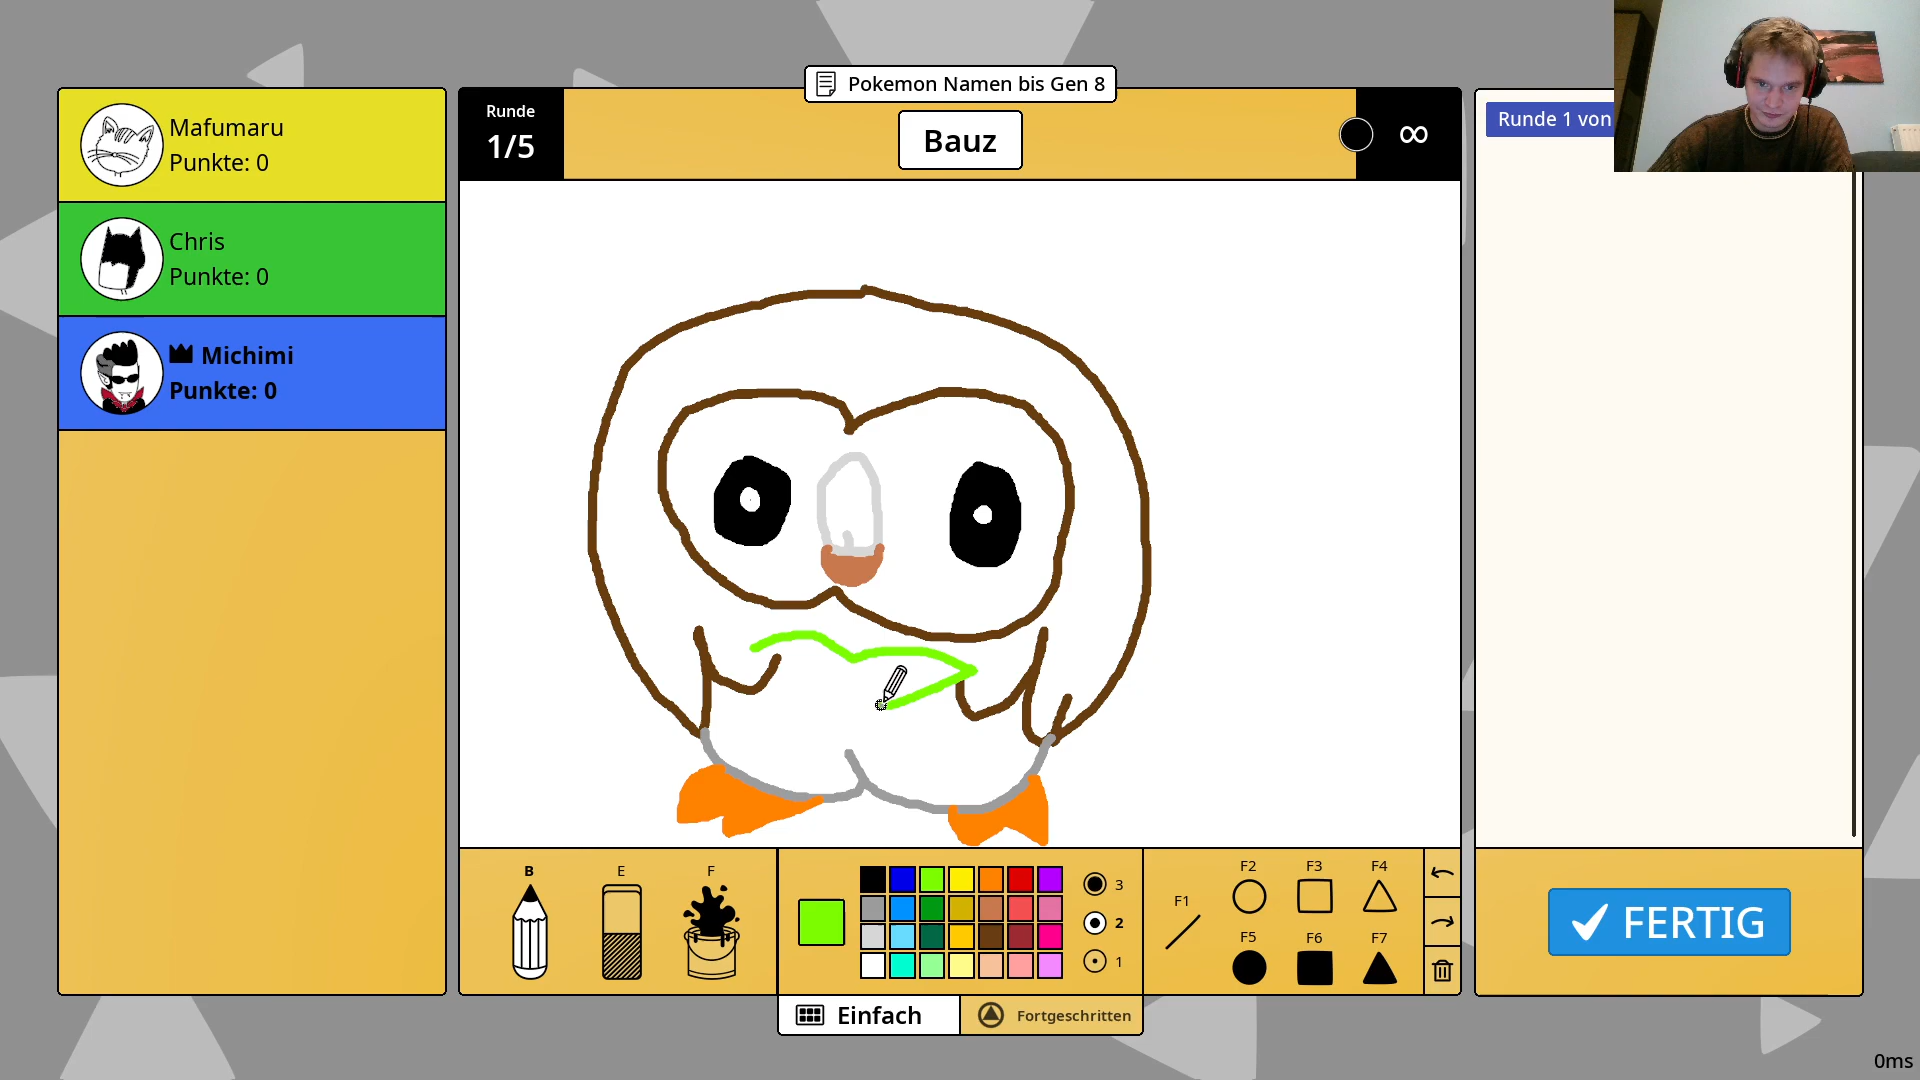 Pokemon Namen bis Gen 8
Runde
1/5
Bauz
∞
Mafumaru
Punkte: 0
Chris
Punkte: 0
Michimi
Punkte: 0
Runde 1 von
B
E
F
3
2
1
F1
F2
F3
F4
F5
F6
F7
FERTIG
Einfach
Fortgeschritten
0ms